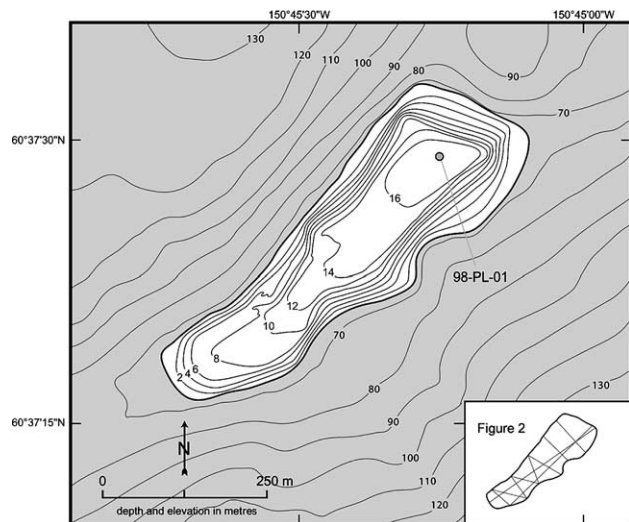 150°45'30"W
150°45'00"W
130
120
110
100
90
80
90
70
60°37'30"N
16
98-PL-01
14
12
10
70
8
2 4 6
80
130
60°37'15"N
90
Figure 2
N
100
0
250 m
110
depth and elevation in metres
120